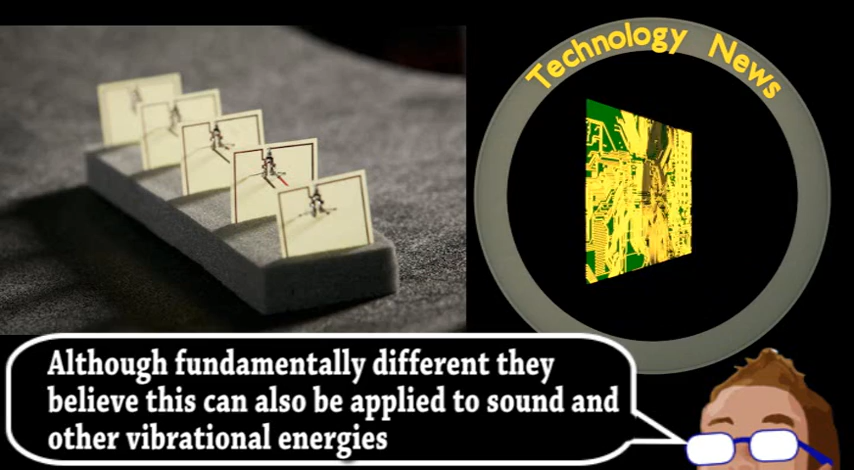 Technology News
Although fundamentally different they
believe this can also be applied to sound and
other vibrational energies